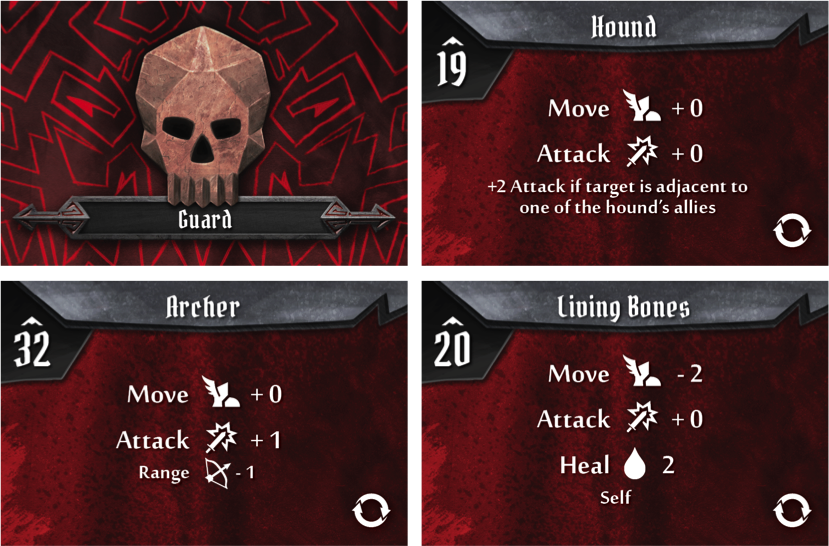 Guard
Hound
19
Move + 0
Attack + 0
+2 Attack if target is adjacent to
one of the hound's allies
Archer
32
Move + 0
Attack + 1
Range - 1
Living Bones
20
Move - 2
Attack + 0
Heal 2
Self